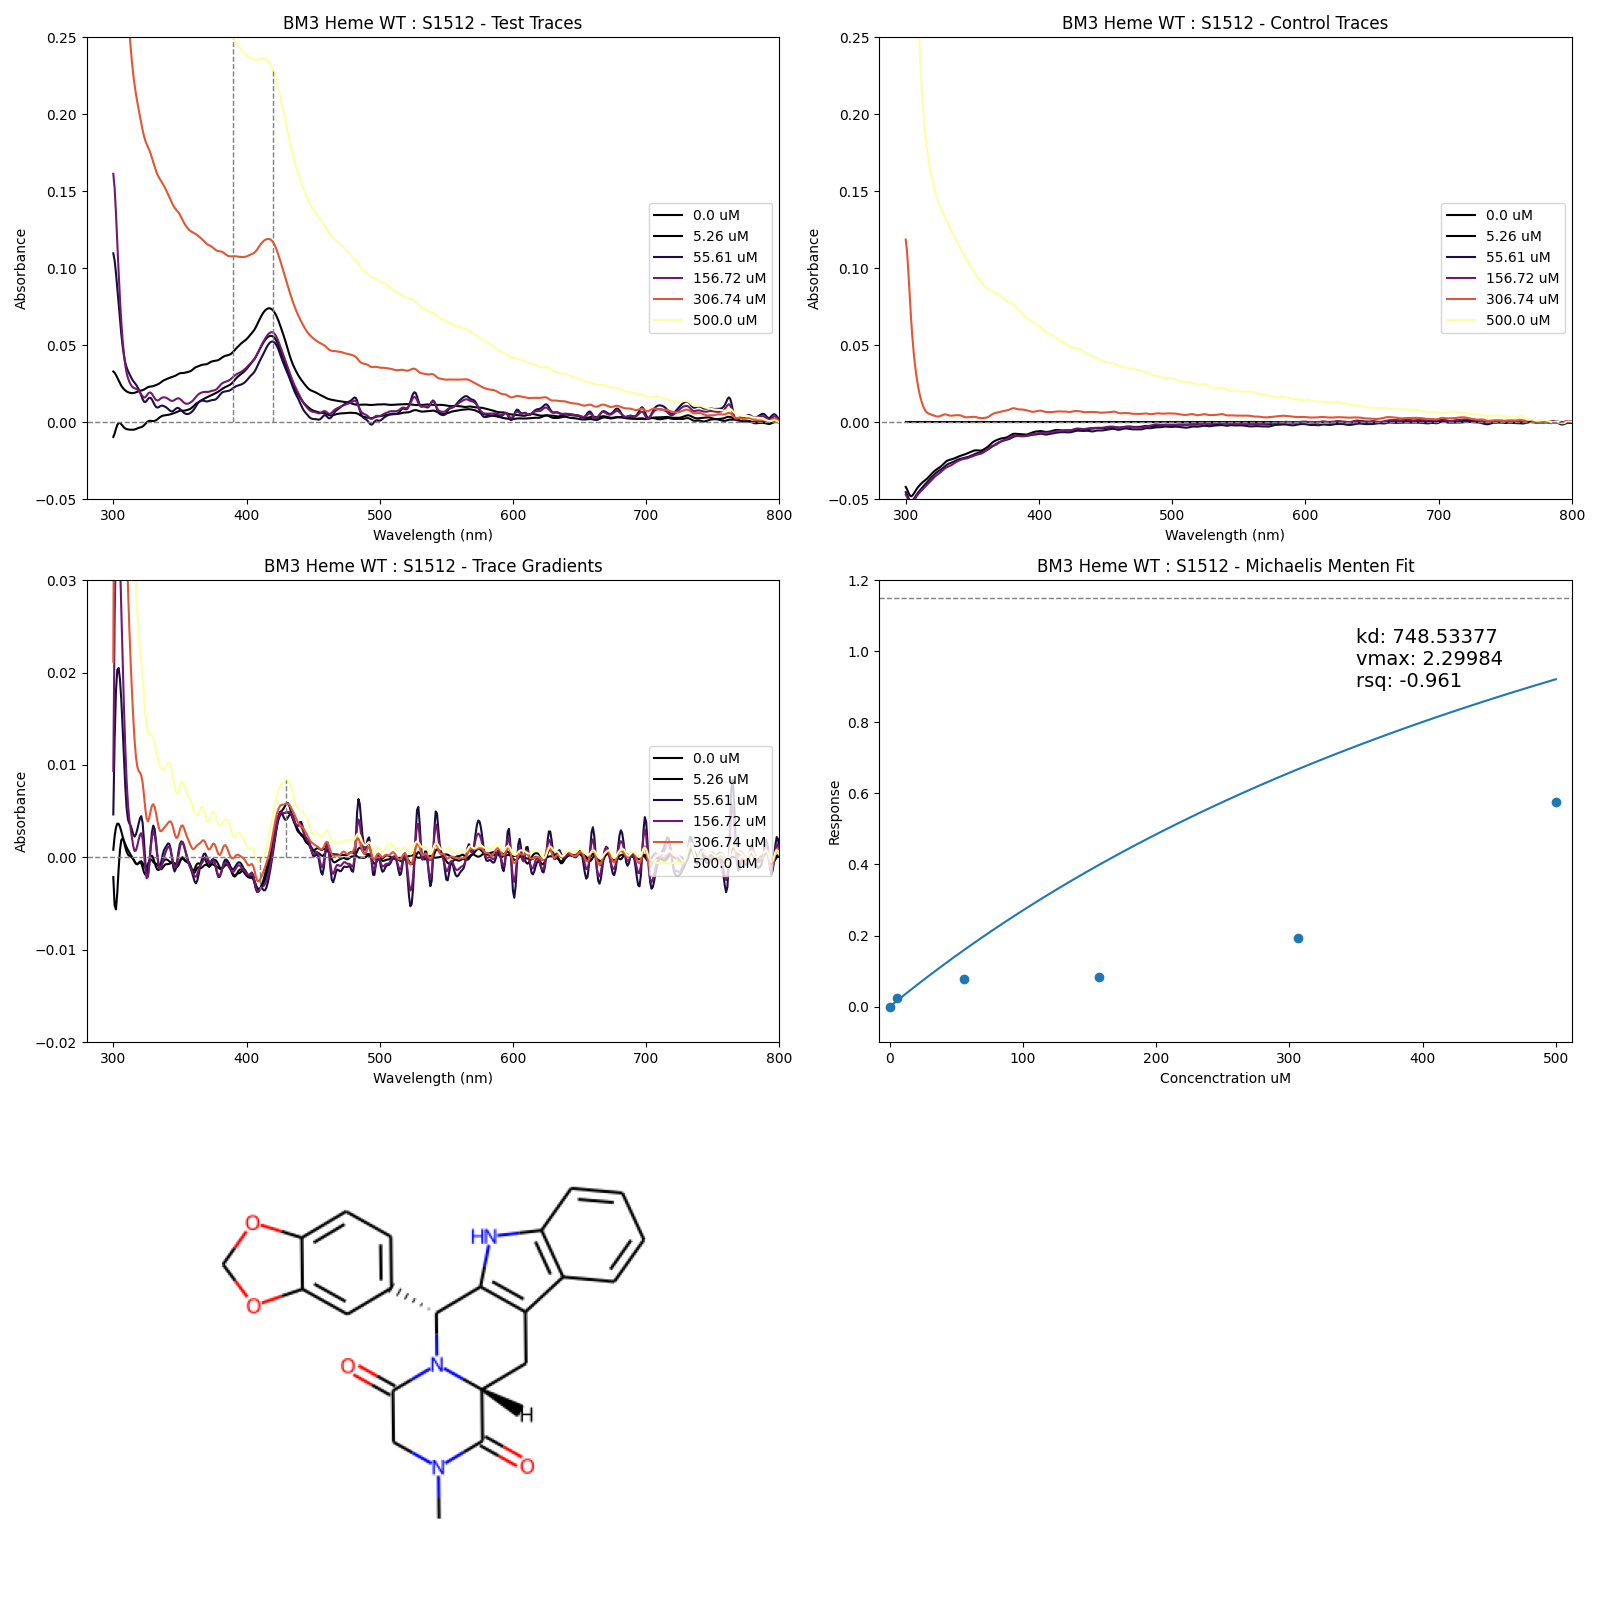 BM3 Heme WT : S1512 - Test Traces
0.25
0.20
0.15
0.10
0.05
0.00
−0.05
Absorbance
300 400 500 600 700 800
Wavelength (nm)
0.0 uM
5.26 uM
55.61 uM
156.72 uM
306.74 uM
500.0 uM
BM3 Heme WT : S1512 - Control Traces
0.25
0.20
0.15
0.10
0.05
0.00
−0.05
Absorbance
300 400 500 600 700 800
Wavelength (nm)
0.0 uM
5.26 uM
55.61 uM
156.72 uM
306.74 uM
500.0 uM
BM3 Heme WT : S1512 - Trace Gradients
0.03
0.02
0.01
0.00
−0.01
−0.02
Absorbance
300 400 500 600 700 800
Wavelength (nm)
0.0 uM
5.26 uM
55.61 uM
156.72 uM
306.74 uM
500.0 uM
BM3 Heme WT : S1512 - Michaelis Menten Fit
1.2
1.0
0.8
0.6
0.4
0.2
0.0
Response
0 100 200 300 400 500
Concenctration uM
kd: 748.53377
vmax: 2.29984
rsq: -0.961
O
HN
O
O
N
H
N
O